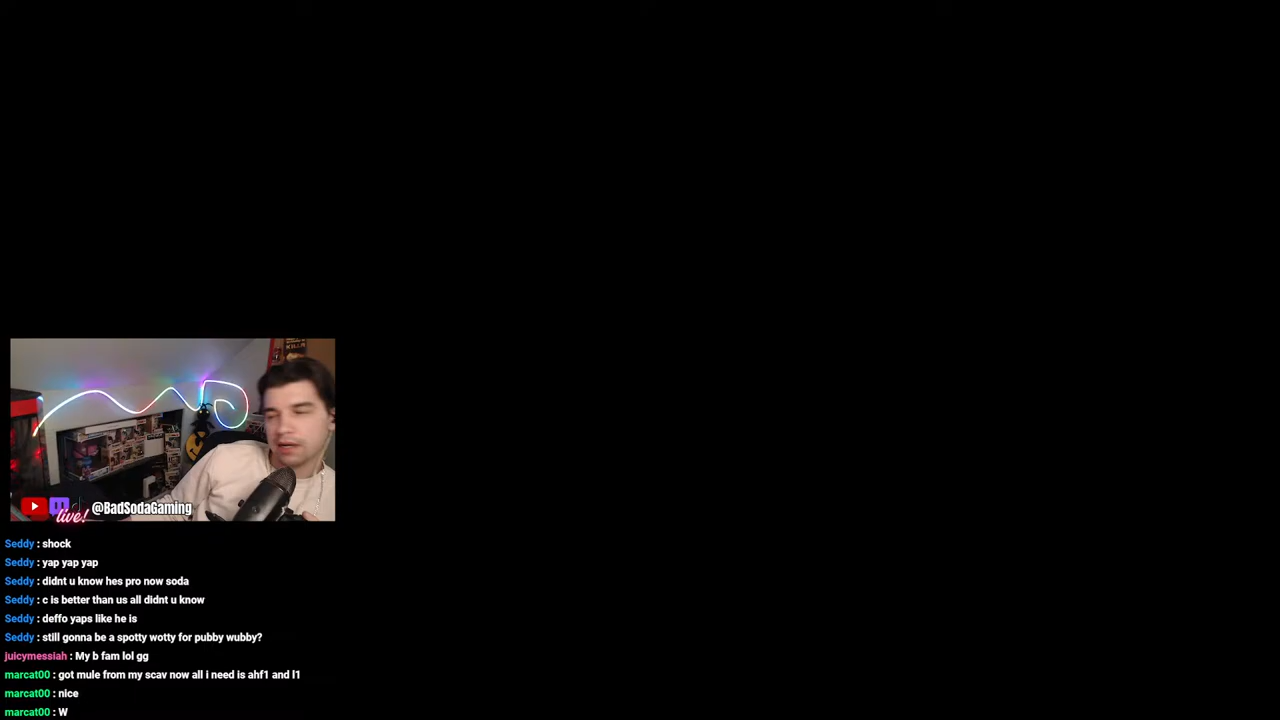 live!
@BadSodaGaming
Seddy : shock
Seddy : yap yap yap
Seddy : didnt u know hes pro now soda
Seddy : c is better than us all didnt u know
Seddy : deffo yaps like he is
Seddy : still gonna be a spotty wotty for pubby wubby?
juicymessiah : My b fam lol gg
marcat00 : got mule from my scav now all i need is ahf1 and l1
marcat00 : nice
marcat00 : W